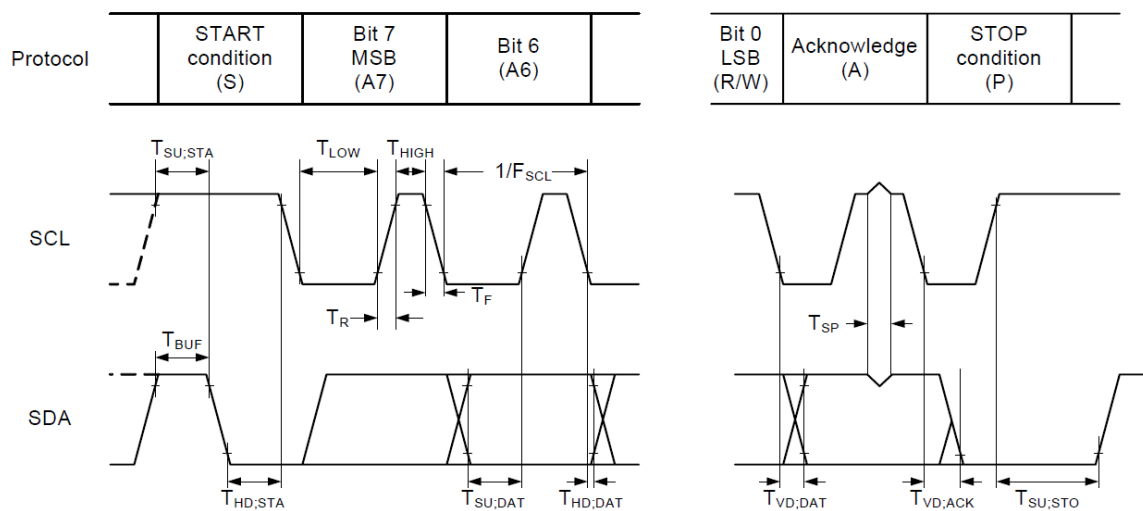 Protocol
START
condition
(S)
Bit 7
MSB
(A7)
Bit 6
(A6)
Bit 0
LSB
(R/W)
Acknowledge
(A)
STOP
condition
(P)
TSU;STA
TLOW
THIGH
1/FSCL
SCL
TR
TF
TSP
TBUF
SDA
THD;STA
TSU;DAT
THD;DAT
TVD;DAT
TVD;ACK
TSU;STO